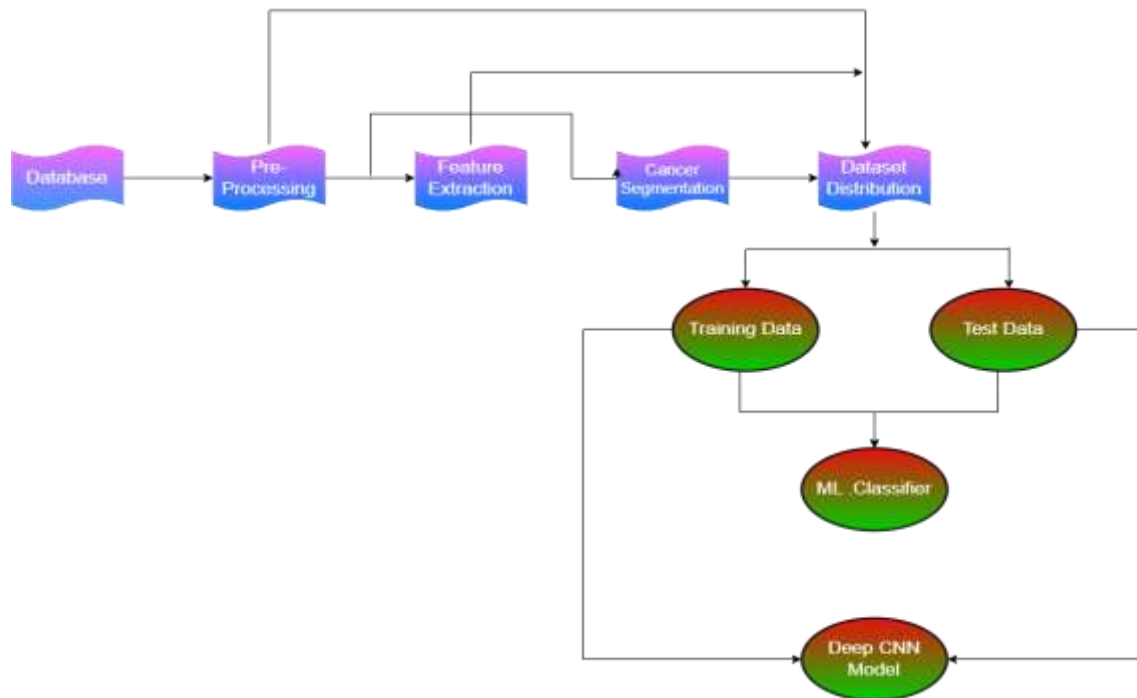 Database
Pre-
Processing
Feature
Extraction
Cancer
Segmentation
Dataset
Distribution
Training Data
Test Data
ML .Classifier
Deep CNN
Model